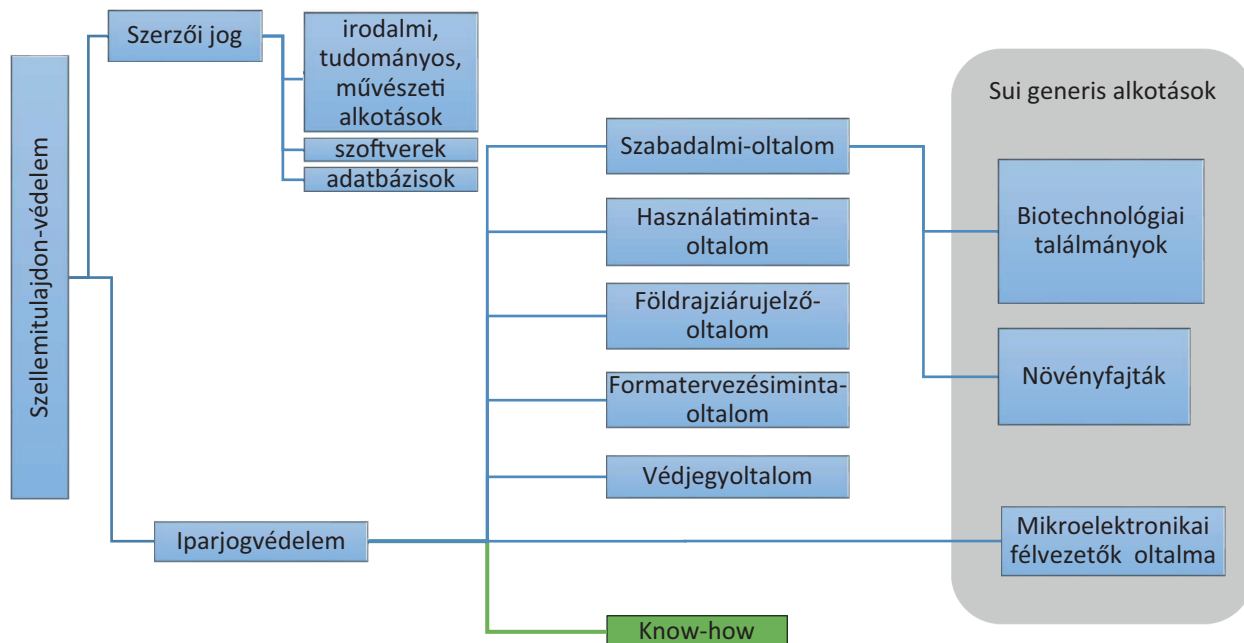 Szellemitulajdon-védelem
Szerzői jog
irodalmi,
tudományos,
művészeti
alkotások
szoftverek
adatbázisok
Iparjogvédelem
Szabadalmi-oltalom
Használatiminta-
oltalom
Földrajziárujelző-
oltalom
Formatervezésiminta-
oltalom
Védjegyoltalom
Know-how
Sui generis alkotások
Biotechnológiai
találmányok
Növényfajták
Mikroelektronikai
félvezetők oltalma